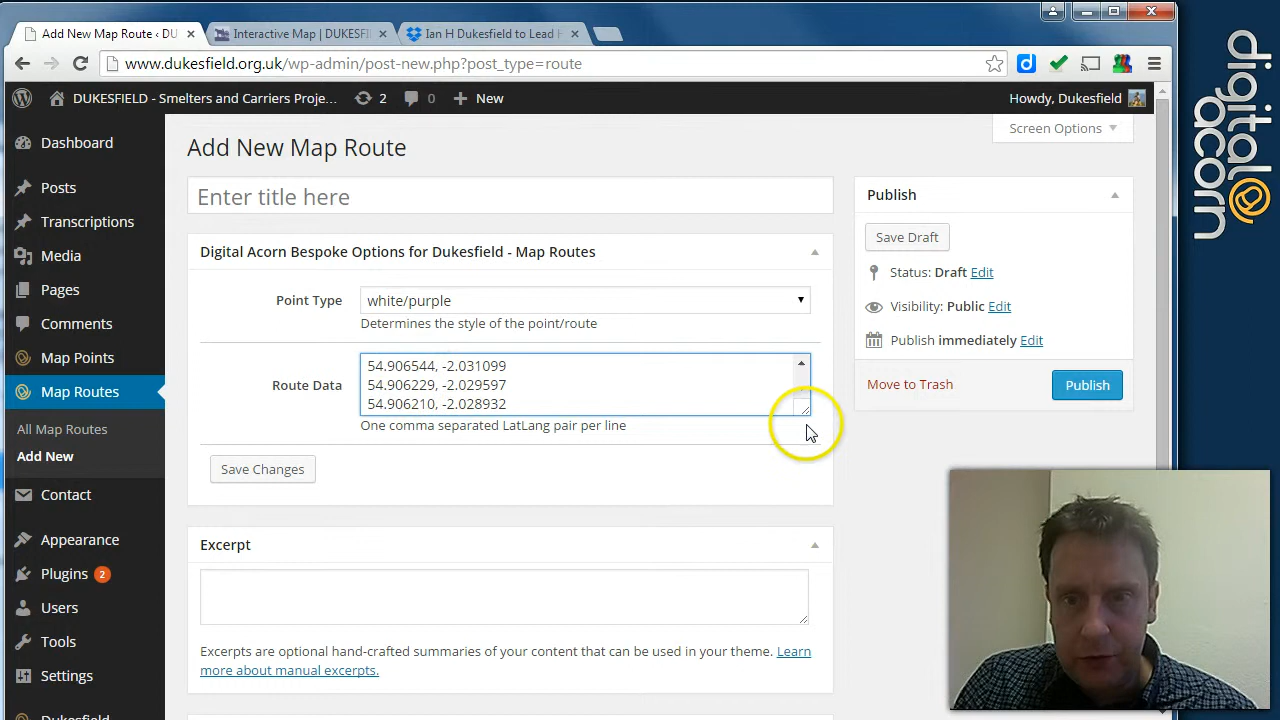 Add New Map Route ‹ DU
Interactive Map | DUKESF
Ian H Dukesfield to Lead H
www.dukesfield.org.uk/wp-admin/post-new.php?post_type=route
DUKESFIELD - Smelters and Carriers Proje...
2
0
New
Howdy, Dukesfield
Screen Options
Dashboard
Posts
Transcriptions
Media
Pages
Comments
Map Points
Map Routes
All Map Routes
Add New
Contact
Appearance
Plugins 2
Users
Tools
Settings
Dukesfield
Add New Map Route
Enter title here
Digital Acorn Bespoke Options for Dukesfield - Map Routes
Point Type
white/purple
Determines the style of the point/route
Route Data
54.906544, -2.031099
54.906229, -2.029597
54.906210, -2.028932
One comma separated LatLang pair per line
Save Changes
Excerpt
Excerpts are optional hand-crafted summaries of your content that can be used in your theme. Learn
more about manual excerpts.
Publish
Save Draft
Status: Draft Edit
Visibility: Public Edit
Publish immediately Edit
Move to Trash
Publish
digital@
acorn